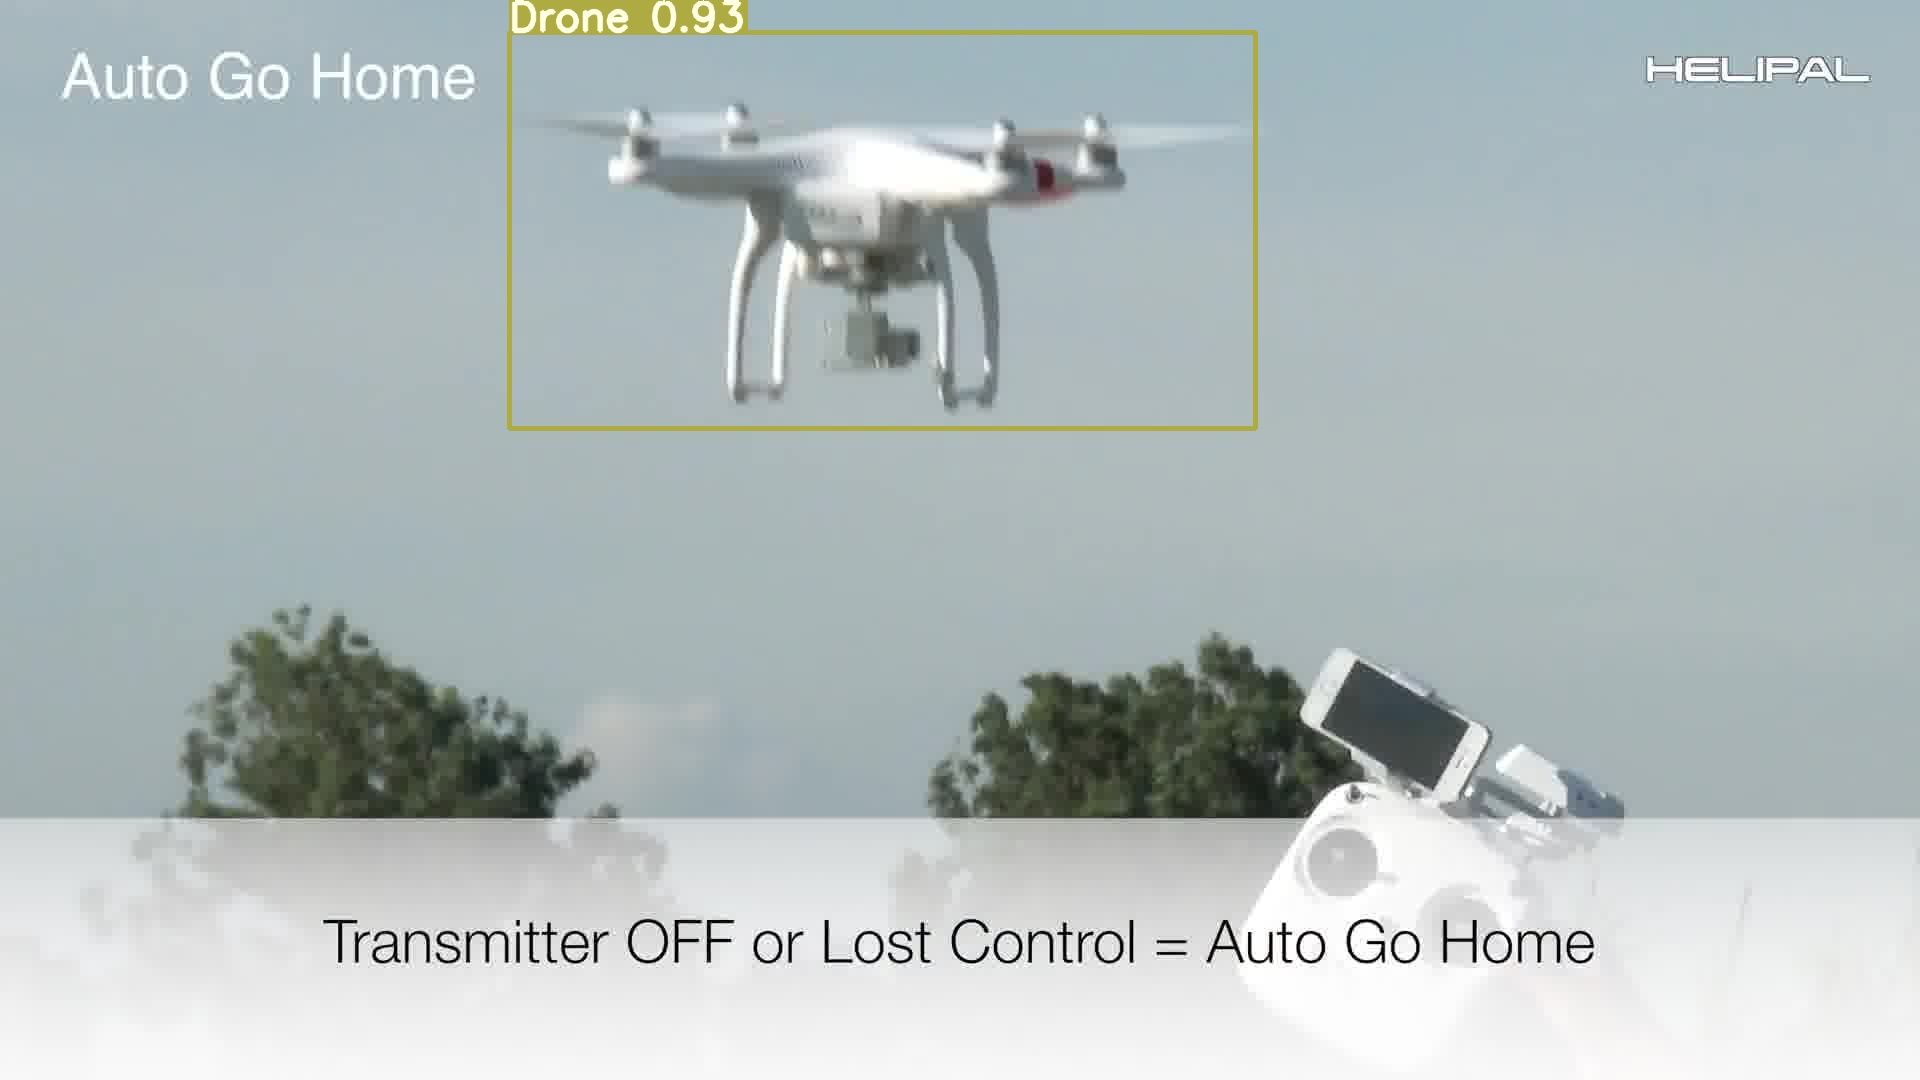 Drone 0.93
Auto Go Home
HELIPAL
Transmitter OFF or Lost Control = Auto Go Home